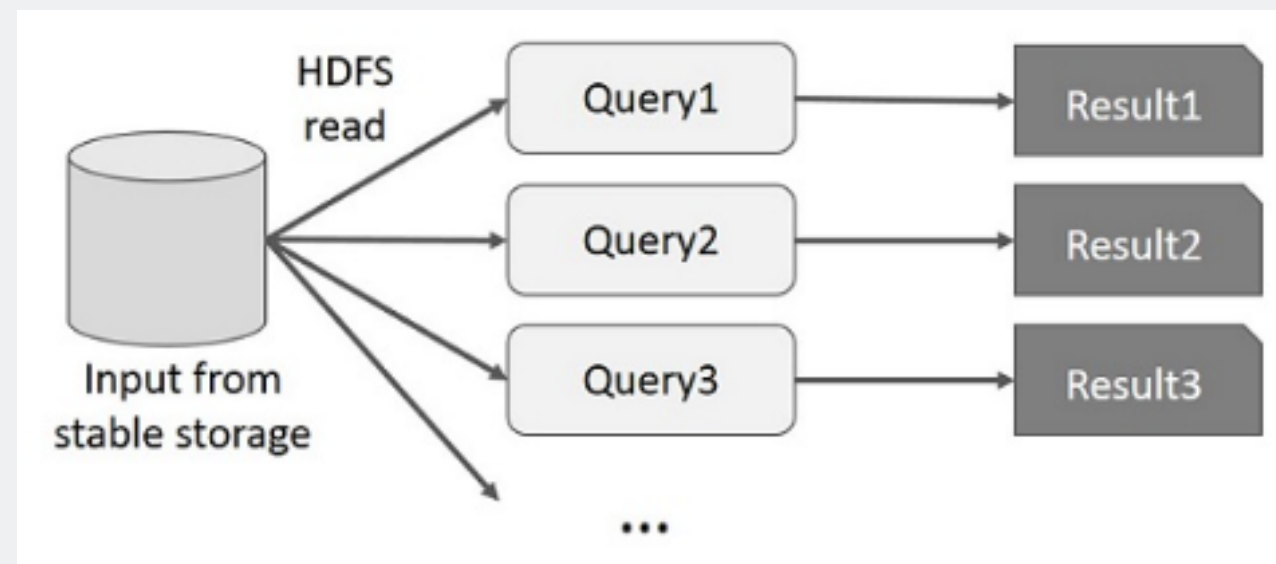 HDFS
read
Query1
Result1
Query2
Result2
Query3
Result3
Input from
stable storage
...